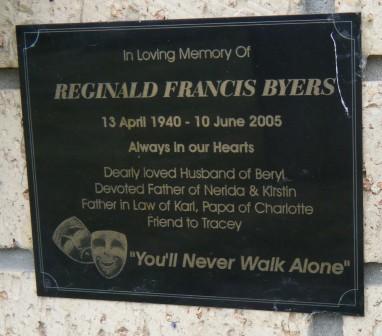 In Loving Memory Of
REGINALD FRANCIS BYERS
13 April 1940 - 10 June 2005
Always in our Hearts
Dearly loved Husband of Beryl
Devoted Father of Nerida & Kirstin
Father in Law of Karl, Papa of Charlotte
Friend to Tracey
"You'll Never Walk Alone"